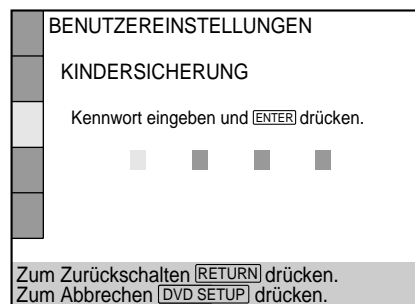 BENUTZEREINSTELLUNGEN
KINDERSICHERUNG
Kennwort eingeben und ENTER drücken.
Zum Zurückschalten RETURN drücken.
Zum Abbrechen DVD SETUP drücken.